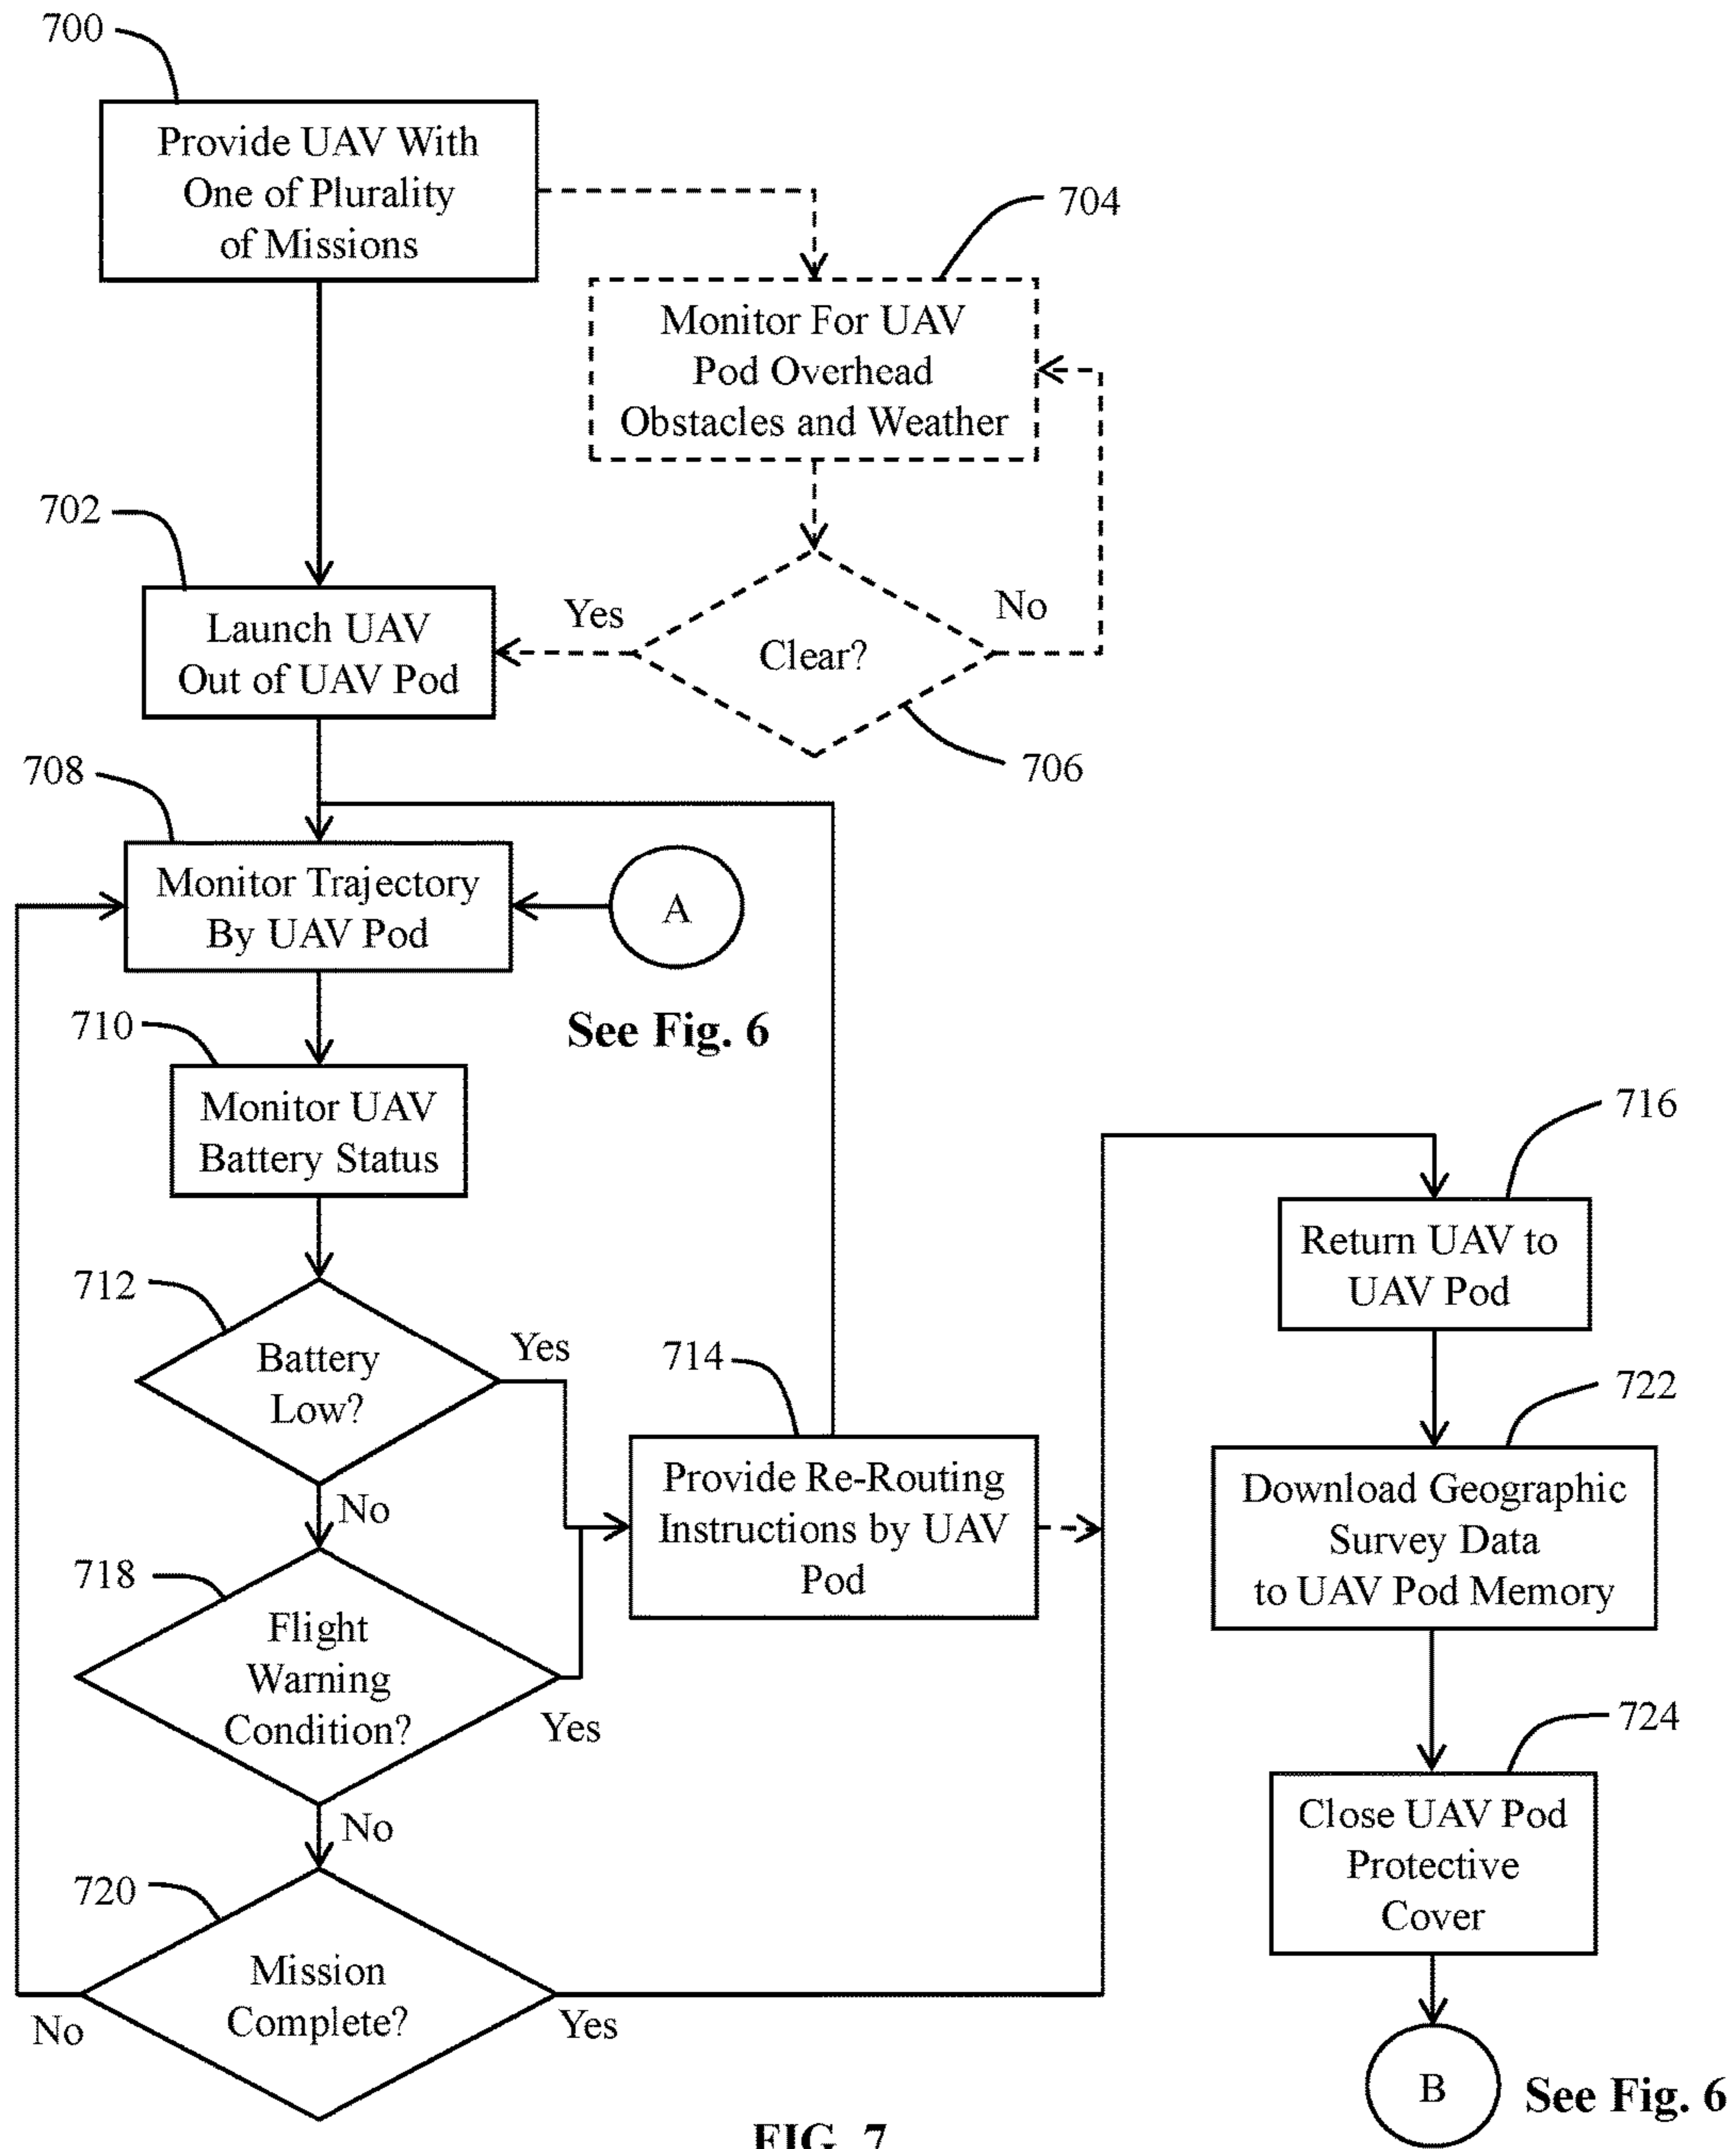 700
Provide UAV With
One of Plurality
of Missions
704
Monitor For UAV
Pod Overhead
Obstacles and Weather
702
Launch UAV
Out of UAV Pod
Yes
Clear?
No
706
708
Monitor Trajectory
By UAV Pod
A
See Fig. 6
710
Monitor UAV
Battery Status
712
Battery
Low?
Yes
No
714
Provide Re-Routing
Instructions by UAV
Pod
718
Flight
Warning
Condition?
Yes
No
720
Mission
Complete?
No
Yes
716
Return UAV to
UAV Pod
722
Download Geographic
Survey Data
to UAV Pod Memory
724
Close UAV Pod
Protective
Cover
B
See Fig. 6
FIG. 7